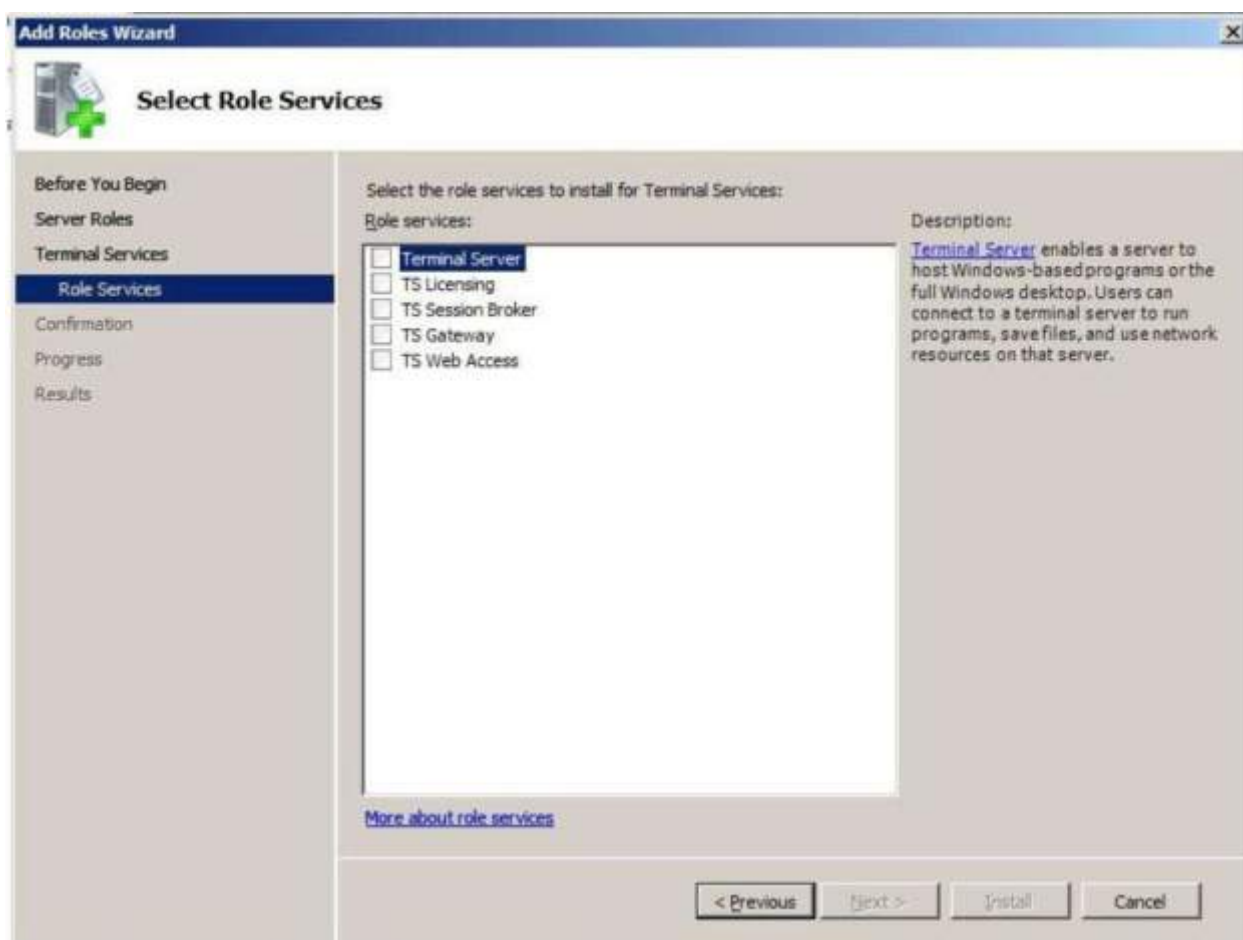 Add Roles Wizard
Select Role Services
Before You Begin
Server Roles
Terminal Services
Role Services
Confirmation
Progress
Results
Select the role services to install for Terminal Services:
Role services:
Terminal Server
TS Licensing
TS Session Broker
TS Gateway
TS Web Access
More about role services
Description:
Terminal Server enables a server to
host Windows-based programs or the
full Windows desktop. Users can
connect to a terminal server to run
programs, save files, and use network
resources on that server.
< Previous
Next >
Install
Cancel